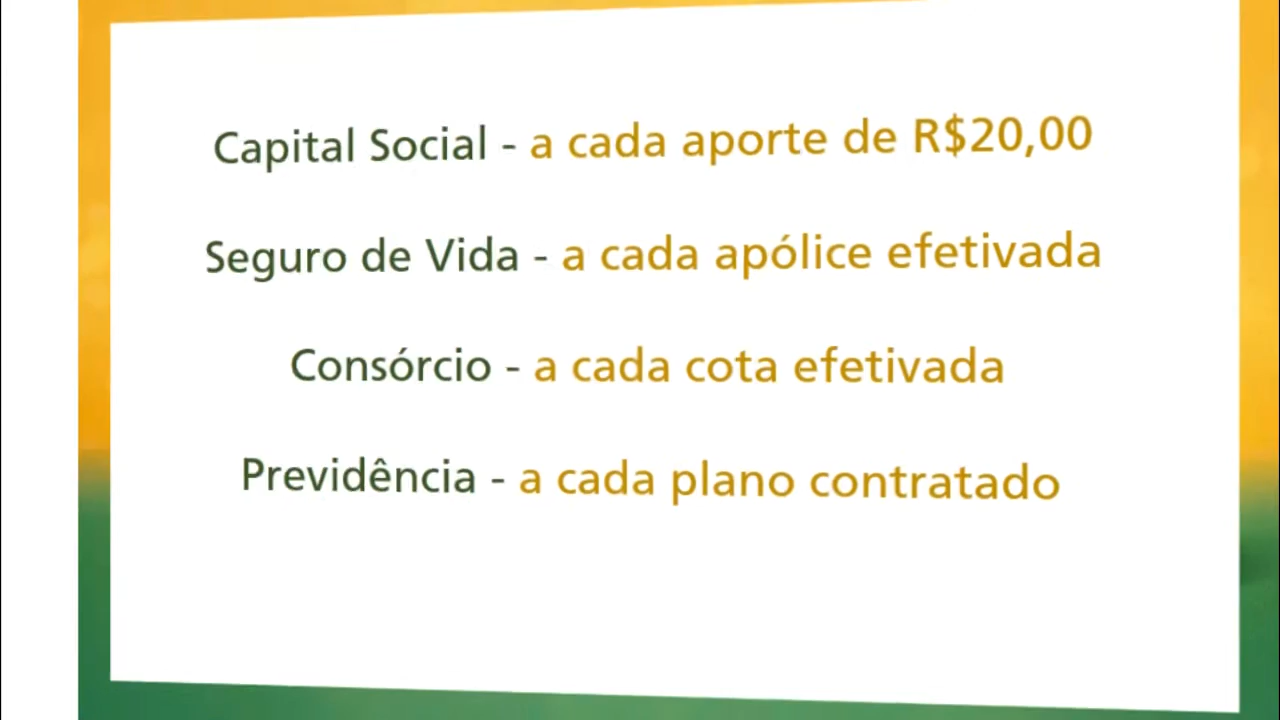 Capital Social - a cada aporte de R$20,00
Seguro de Vida - a cada apólice efetivada
Consórcio - a cada cota efetivada
Previdência - a cada plano contratado